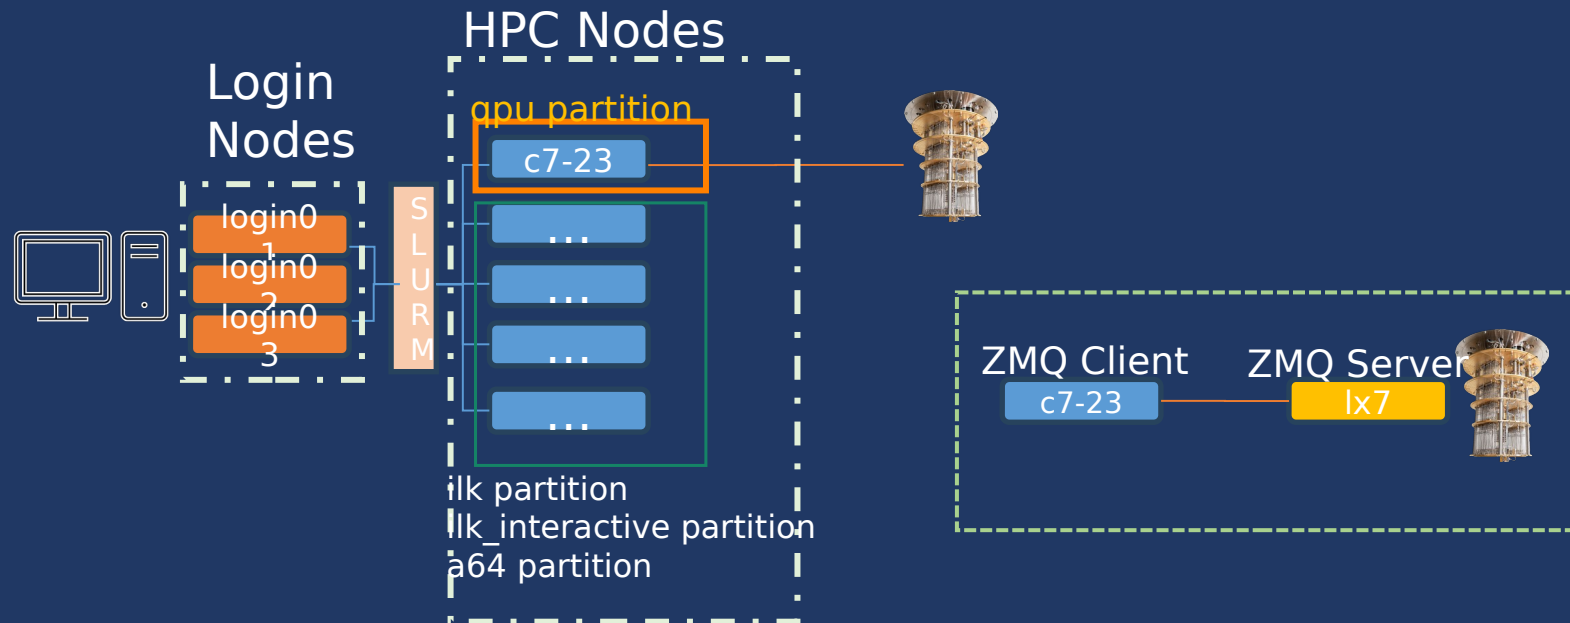 HPC Nodes
Login
Nodes
qpu partition
c7-23
login0
1
login0
2
login0
3
S
L
U
R
M
...
...
...
...
ilk partition
ilk_interactive partition
a64 partition
ZMQ Client
ZMQ Server
c7-23
lx7